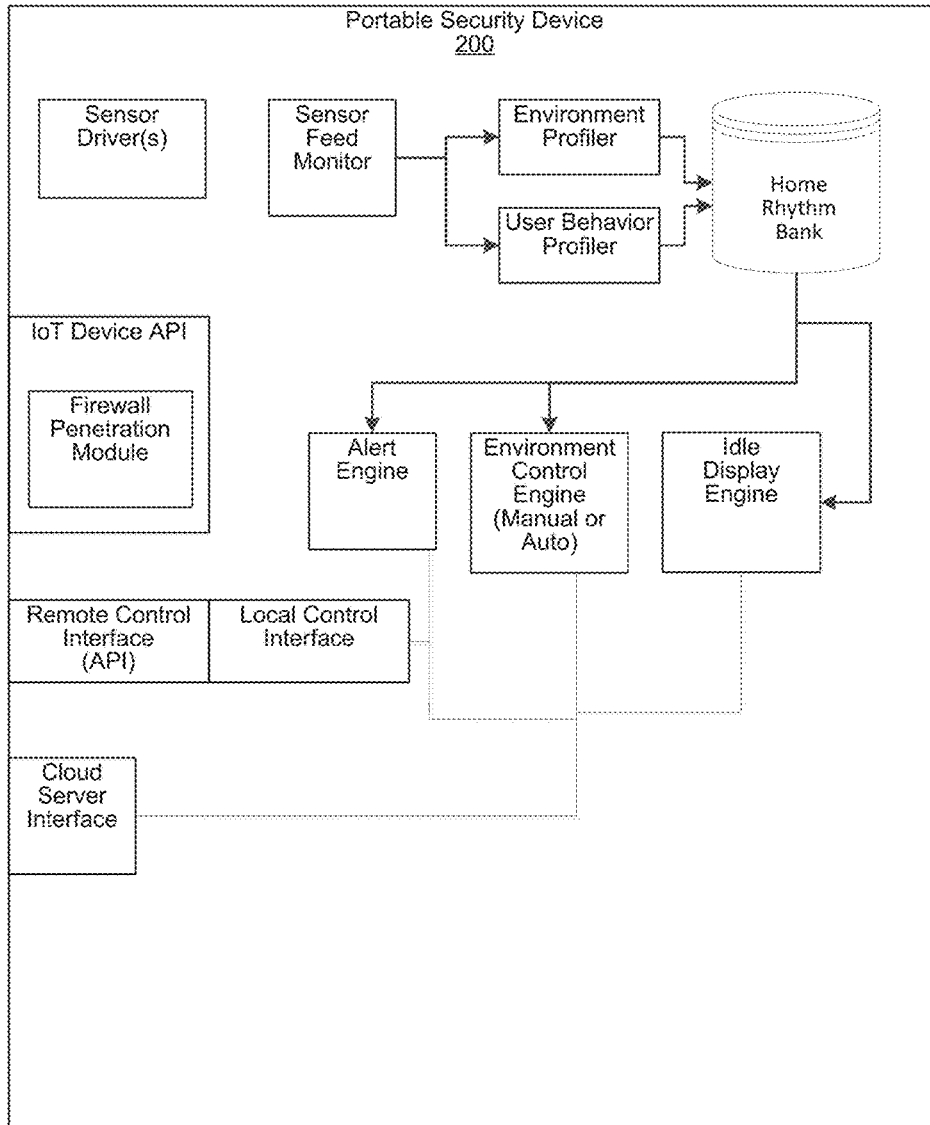 Portable Security Device
200
Sensor
Driver(s)
Sensor
Feed
Monitor
Environment
Profiler
User Behavior
Profiler
Home
Rhythm
Bank
IoT Device API
Firewall
Penetration
Module
Alert
Engine
Environment
Control
Engine
(Manual or
Auto)
Idle
Display
Engine
Remote Control
Interface
(API)
Local Control
Interface
Cloud
Server
Interface